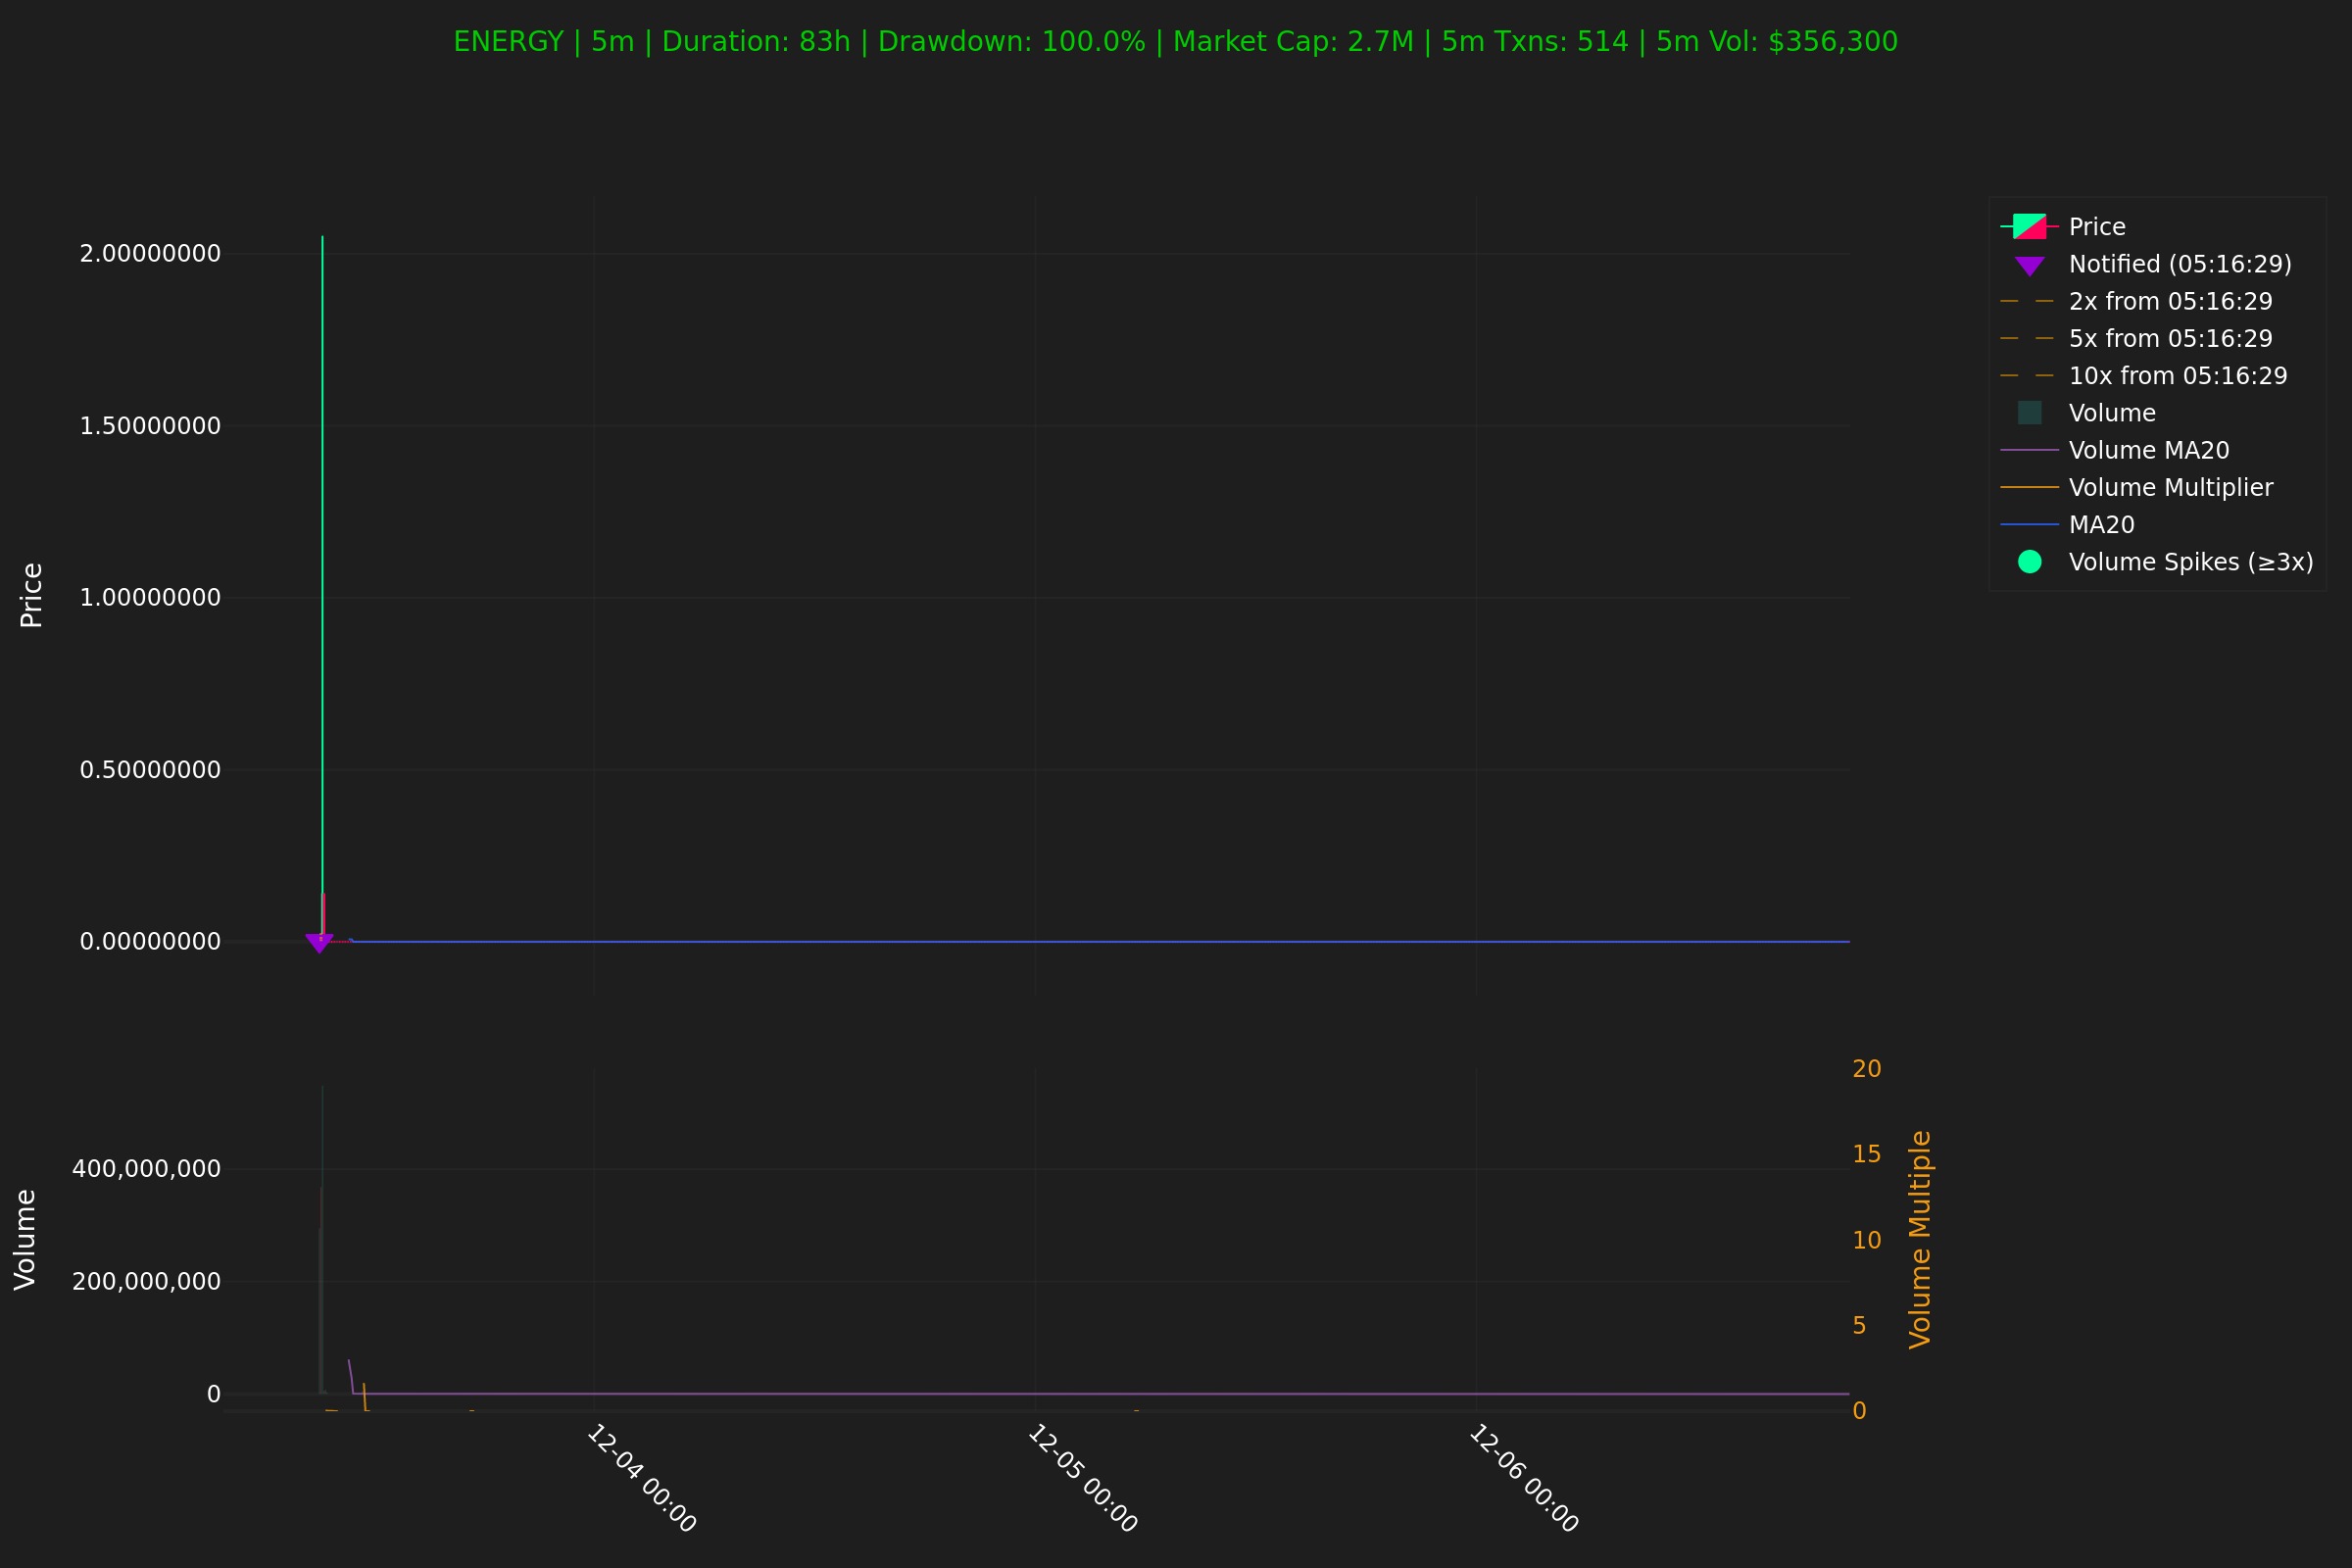 ENERGY | 5m | Duration: 83h | Drawdown: 100.0% | Market Cap: 2.7M | 5m Txns: 514 | 5m Vol: $356,300
Price
2.00000000
1.50000000
1.00000000
0.50000000
0.00000000
Price
Notified (05:16:29)
2x from 05:16:29
5x from 05:16:29
10x from 05:16:29
Volume
Volume MA20
Volume Multiplier
MA20
Volume Spikes (≥3x)
Volume
400,000,000
200,000,000
0
20
15
10
5
0
Volume Multiple
12-04 00:00
12-05 00:00
12-06 00:00